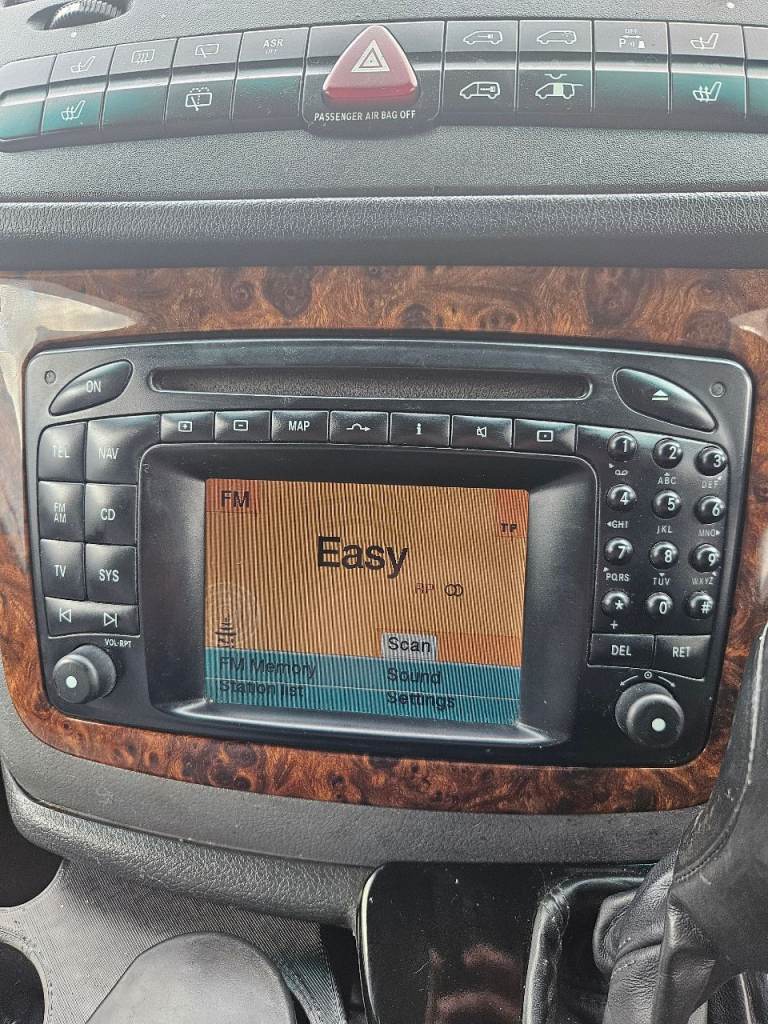 ASR
OFF
OFF
P
PASSENGER AIR BAG OFF
ON
TEL
NAV
MAP
i
FM
AM
CD
TV
SYS
VOL·RPT
FM
TP
Easy
RP
Scan
FM Memory
Sound
Station list
Settings
1
2
3
ABC
DEF
4
5
6
GHI
JKL
MNO
7
8
9
PQRS
TUV
WXYZ
*
0
#
+
DEL
RET